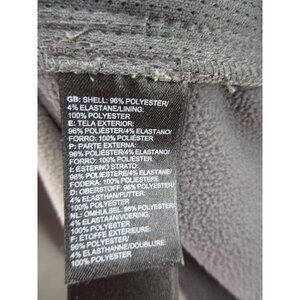 GB: SHELL: 96% POLYESTER/
4% ELASTANE/LINING:
100% POLYESTER
E: TELA EXTERIOR:
96% POLIÉSTER/4% ELASTANO/
FORRO: 100% POLIÉSTER
P: PARTE EXTERNA:
96% POLIÉSTER/4% ELASTANO/
FORRO: 100% POLIÉSTER
I: ESTERNO STRATO:
96% POLIESTERE/4% ELASTAN/
FODERA: 100% POLIESTERE
D: OBERSTOFF: 96% POLYESTER/
4% ELASTHAN/FUTTER:
100% POLYESTER
NL: OMHULSEL: 96% POLYESTER/
4% ELASTAAN/VOERING:
100% POLYESTER
F: ÉTOFFE EXTÉRIEURE:
96% POLYESTER/
4% ÉLASTHANNE/DOUBLURE
100% POLYESTER